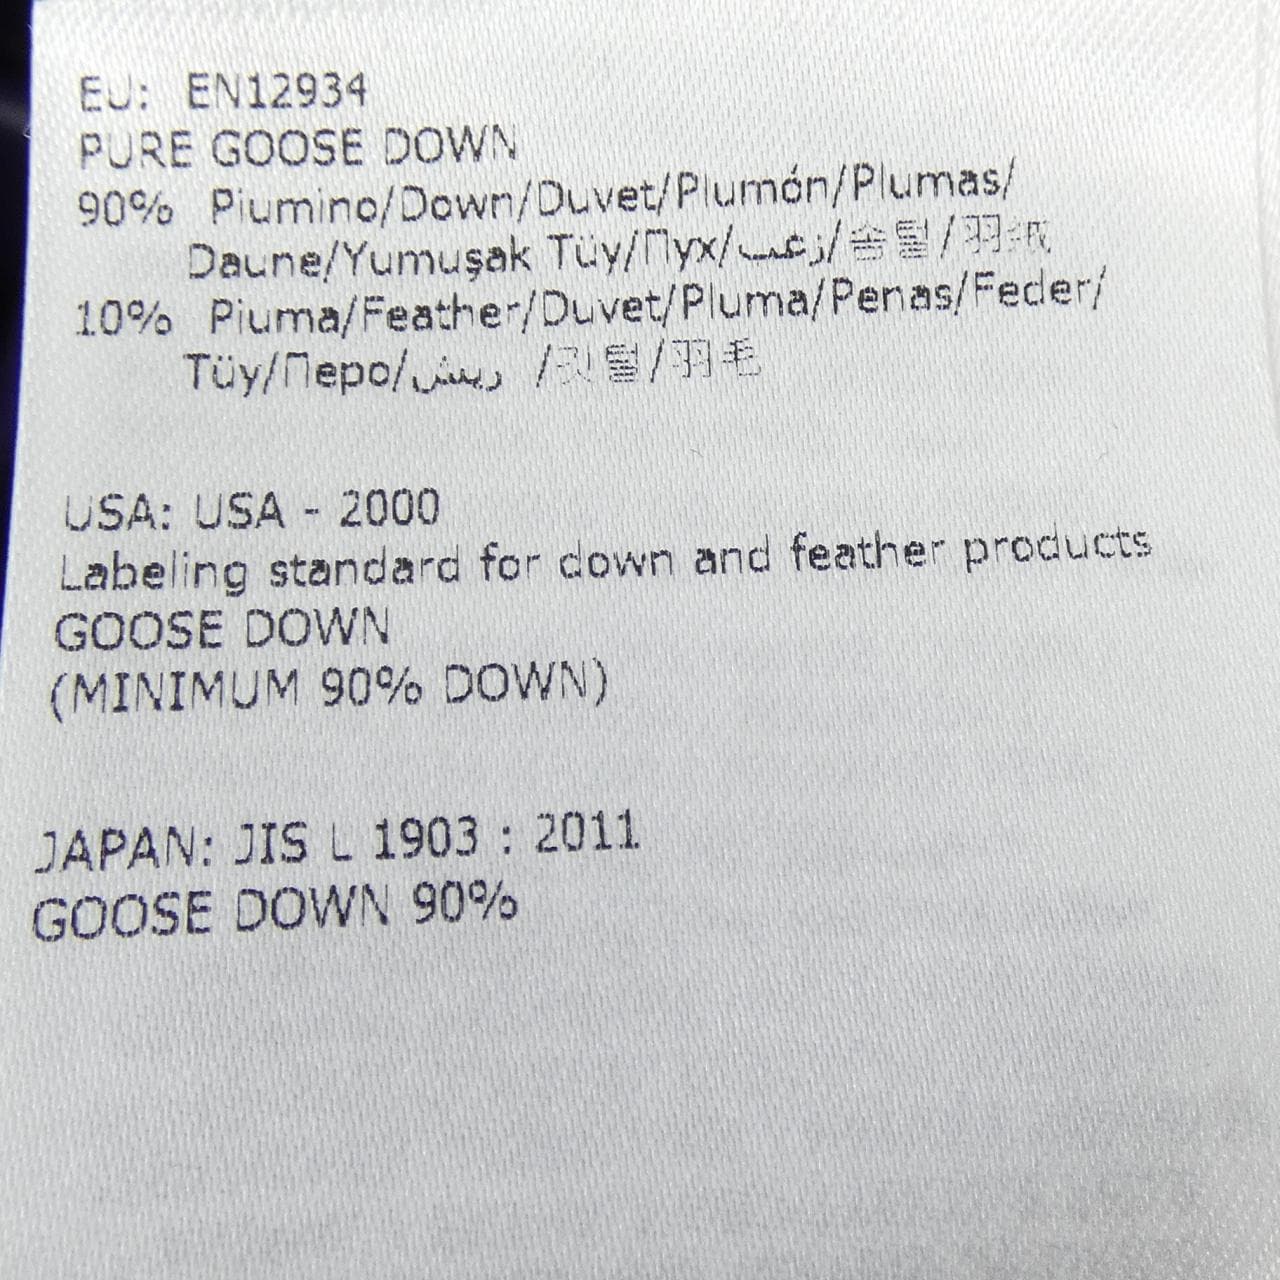 EU: EN12934
PURE GOOSE DOWN
90% Piumino/Down/Duvet/Plumón/Plumas/
Daune/Yumuşak Tüy/Пух/زغب/솜털/羽绒
10% Piuma/Feather/Duvet/Pluma/Penas/Feder/
Tüy/Перо/ريش /깃털/羽毛
USA: USA - 2000
Labeling standard for down and feather products
GOOSE DOWN
(MINIMUM 90% DOWN)
JAPAN: JIS L 1903 : 2011
GOOSE DOWN 90%